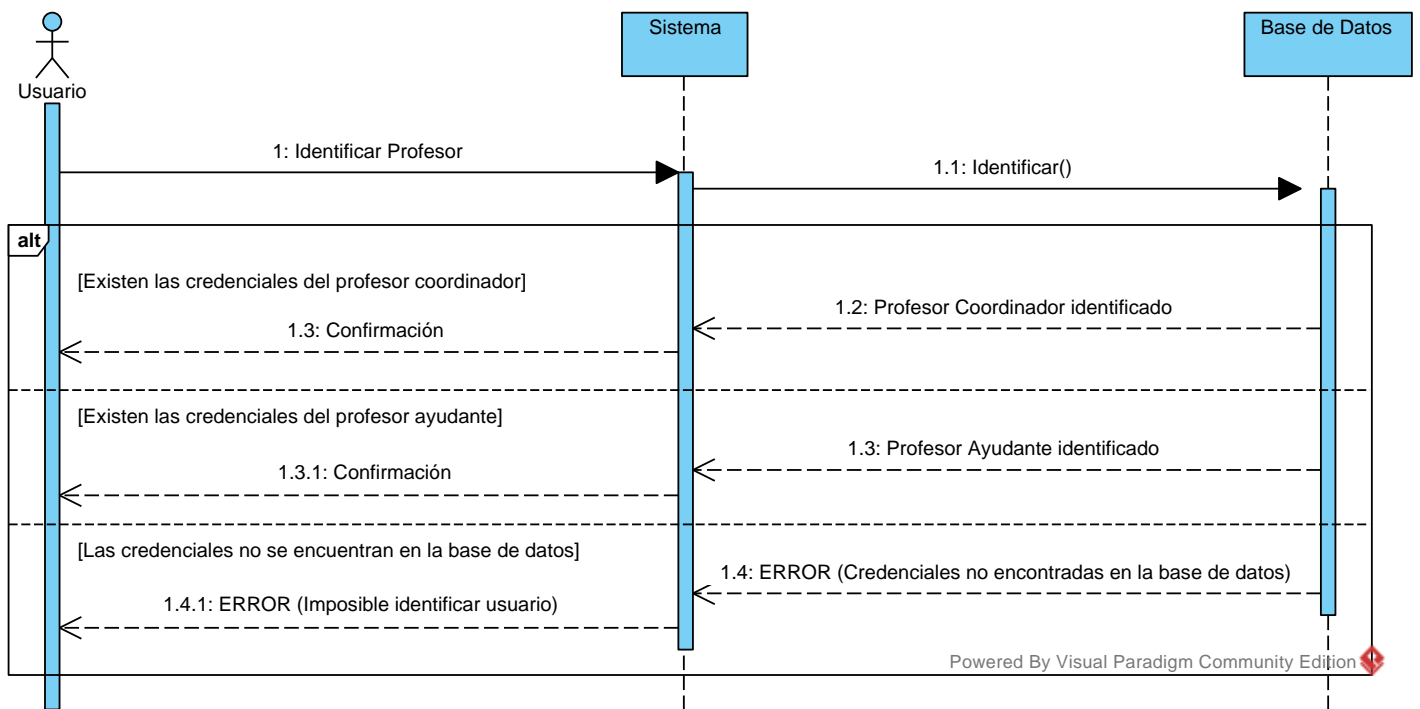 Sistema
Base de Datos
Usuario
1: Identificar Profesor
1.1: Identificar()
alt
[Existen las credenciales del profesor coordinador]
1.2: Profesor Coordinador identificado
1.3: Confirmación
[Existen las credenciales del profesor ayudante]
1.3: Profesor Ayudante identificado
1.3.1: Confirmación
[Las credenciales no se encuentran en la base de datos]
1.4: ERROR (Credenciales no encontradas en la base de datos)
1.4.1: ERROR (Imposible identificar usuario)
Powered By Visual Paradigm Community Edition